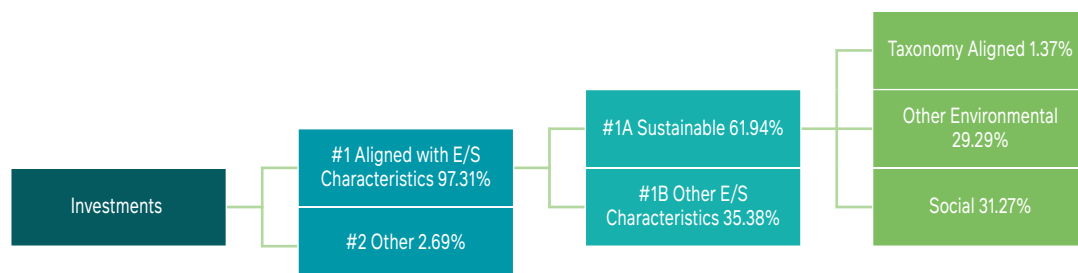 Investments
#1 Aligned with E/S
Characteristics 97.31%
#2 Other 2.69%
#1A Sustainable 61.94%
#1B Other E/S
Characteristics 35.38%
Taxonomy Aligned 1.37%
Other Environmental
29.29%
Social 31.27%